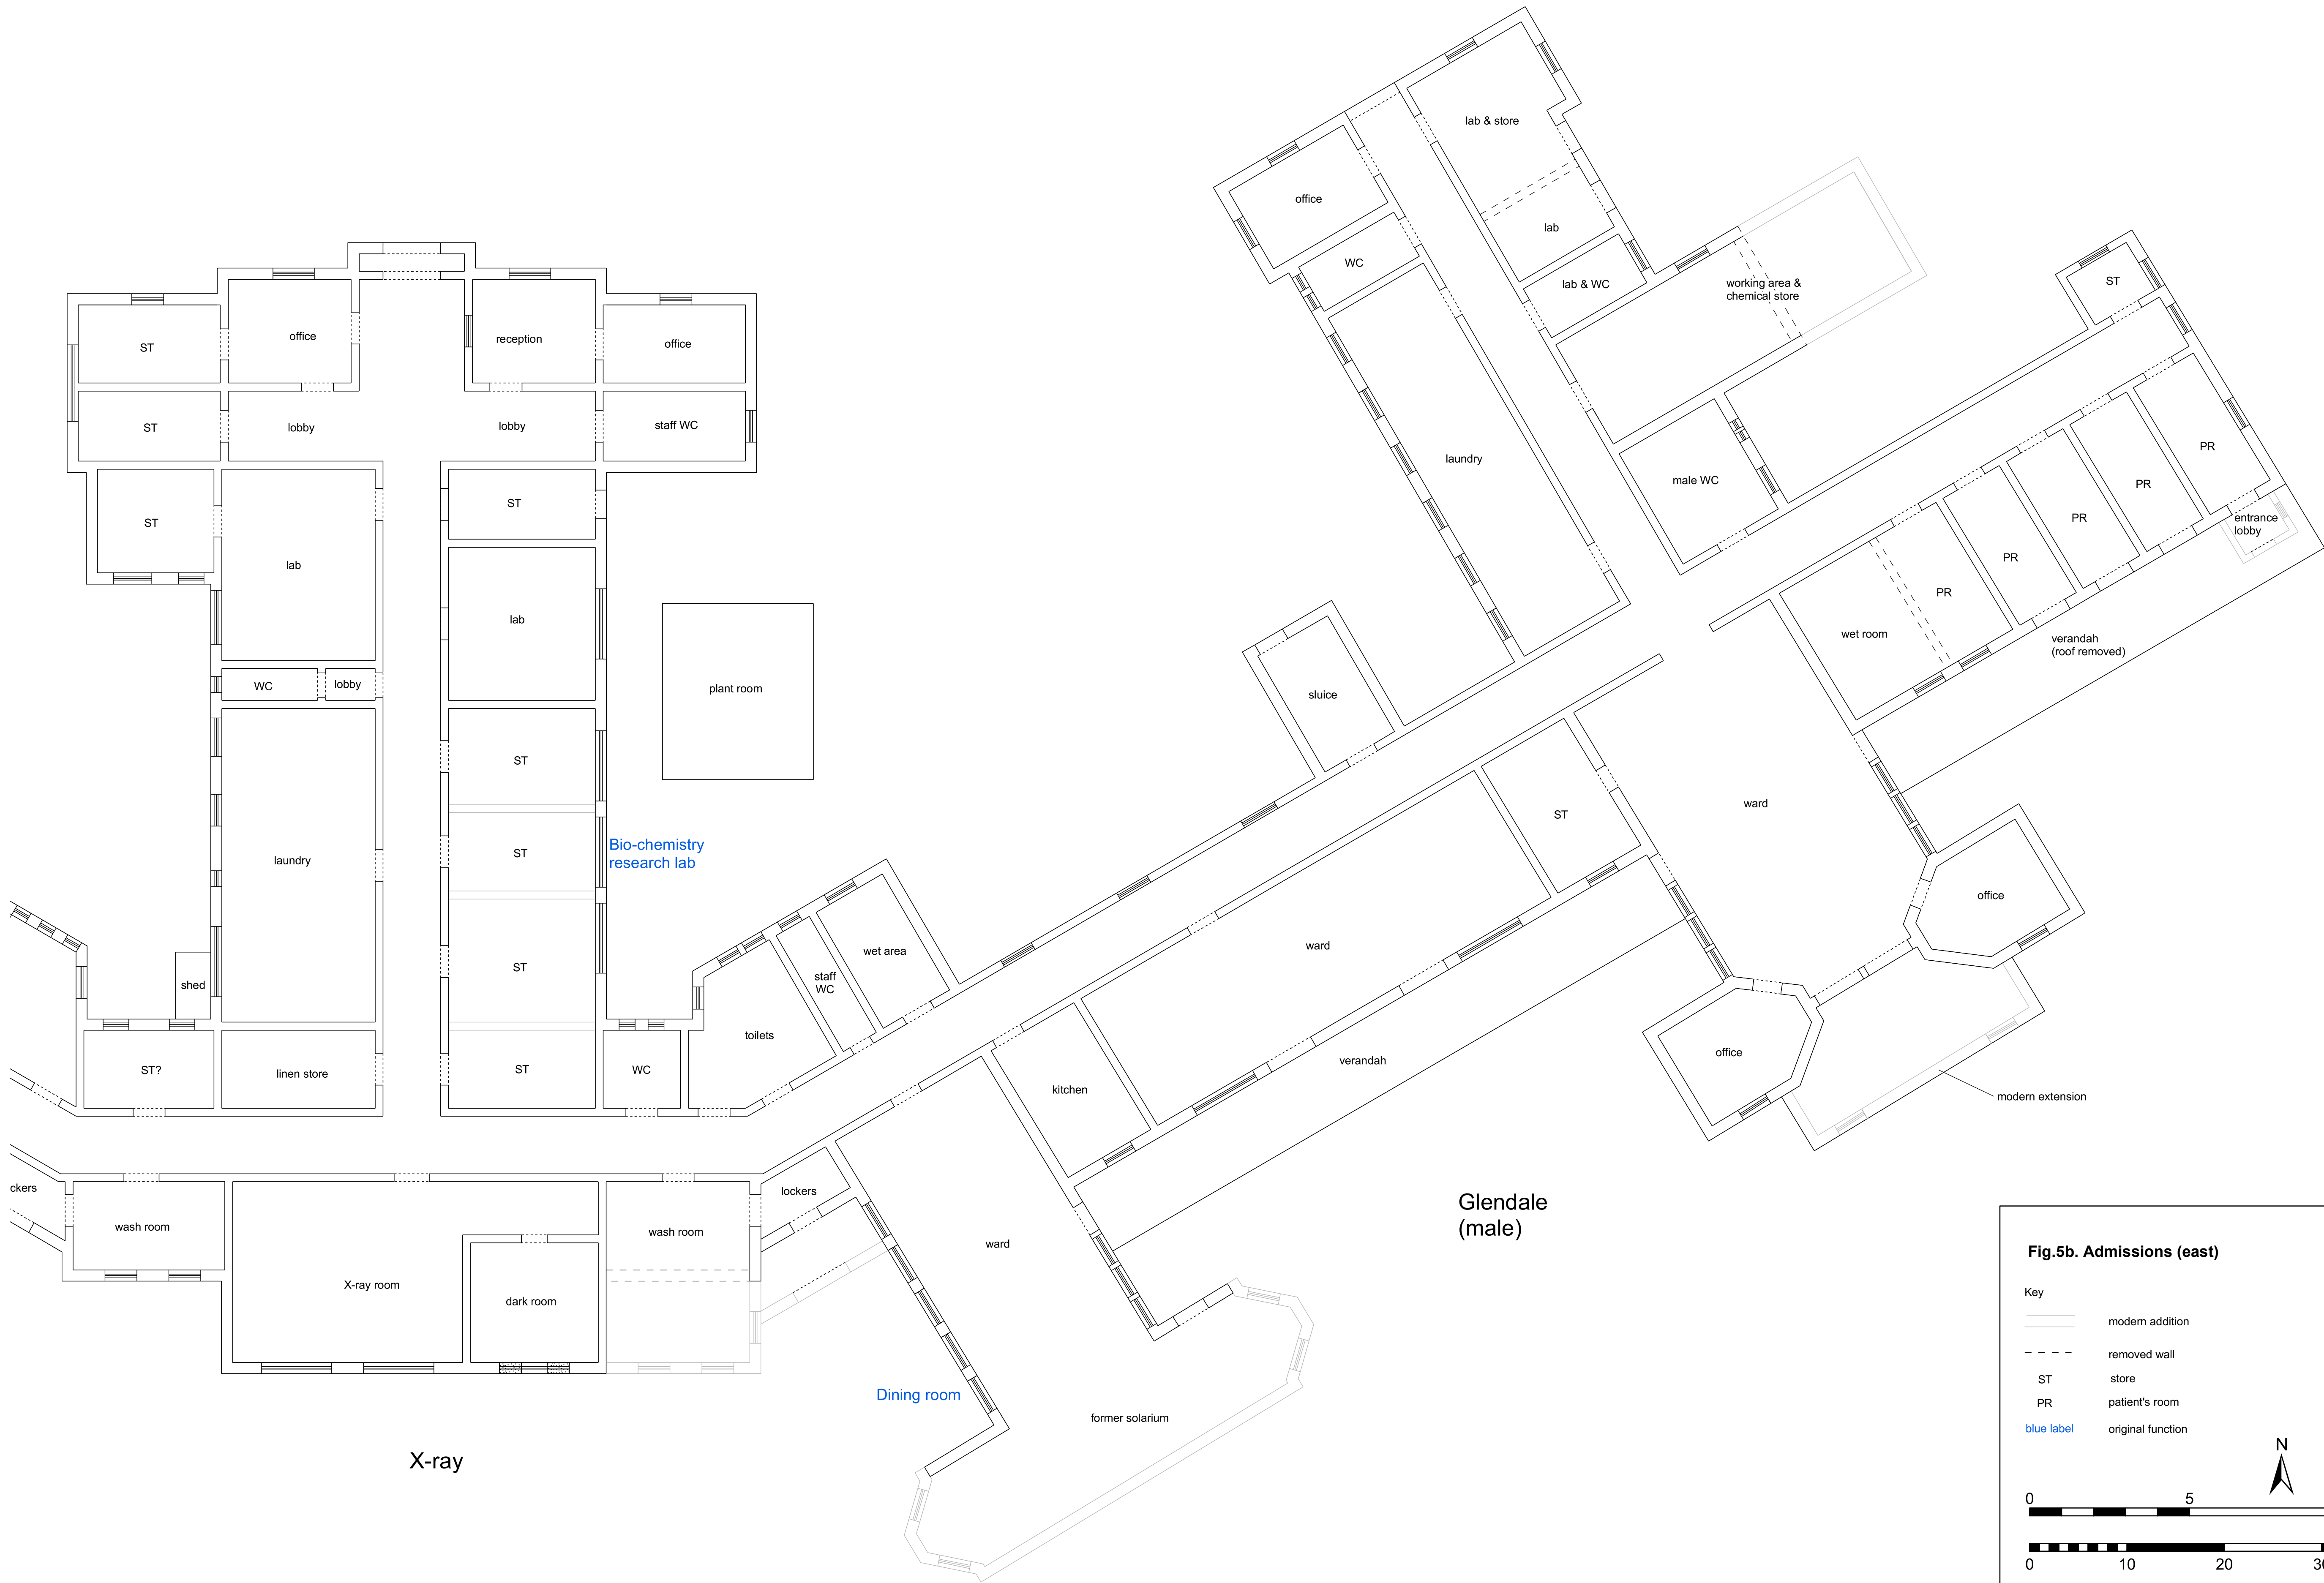 lab & store
office
lab
WC
lab & WC
working area &
chemical store
ST
ST
office
reception
office
ST
lobby
lobby
staff WC
laundry
male WC
PR
PR
PR
PR
PR
entrance
lobby
ST
ST
lab
lab
wet room
verandah
(roof removed)
WC
lobby
plant room
sluice
ST
ST
laundry
ST
Bio-chemistry
research lab
ST
ward
office
ward
wet area
staff
WC
toilets
shed
ST
ST?
linen store
ST
WC
kitchen
verandah
office
modern extension
ckers
wash room
X-ray room
dark room
wash room
lockers
ward
Glendale
(male)
Dining room
former solarium
X-ray
Fig.5b. Admissions (east)
Key
modern addition
removed wall
ST store
PR patient's room
blue label original function
N
0 5
0 10 20 30